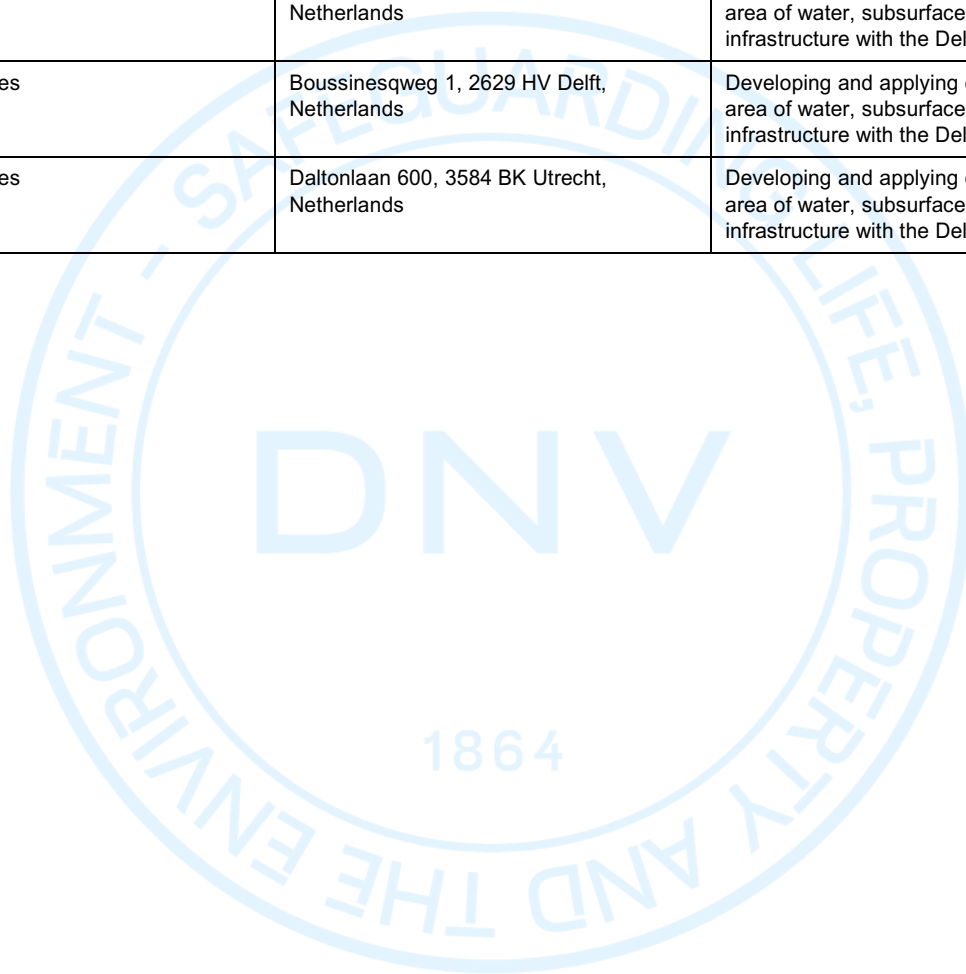 Netherlands
area of water, subsurface
infrastructure with the Del
es
Boussinesqweg 1, 2629 HV Delft,
Netherlands
Developing and applying
area of water, subsurface
infrastructure with the Del
es
Daltonlaan 600, 3584 BK Utrecht,
Netherlands
Developing and applying
area of water, subsurface
infrastructure with the Del
SAFEGUARDING LIFE, PROPERTY AND THE ENVIRONMENT -
DNV
1864